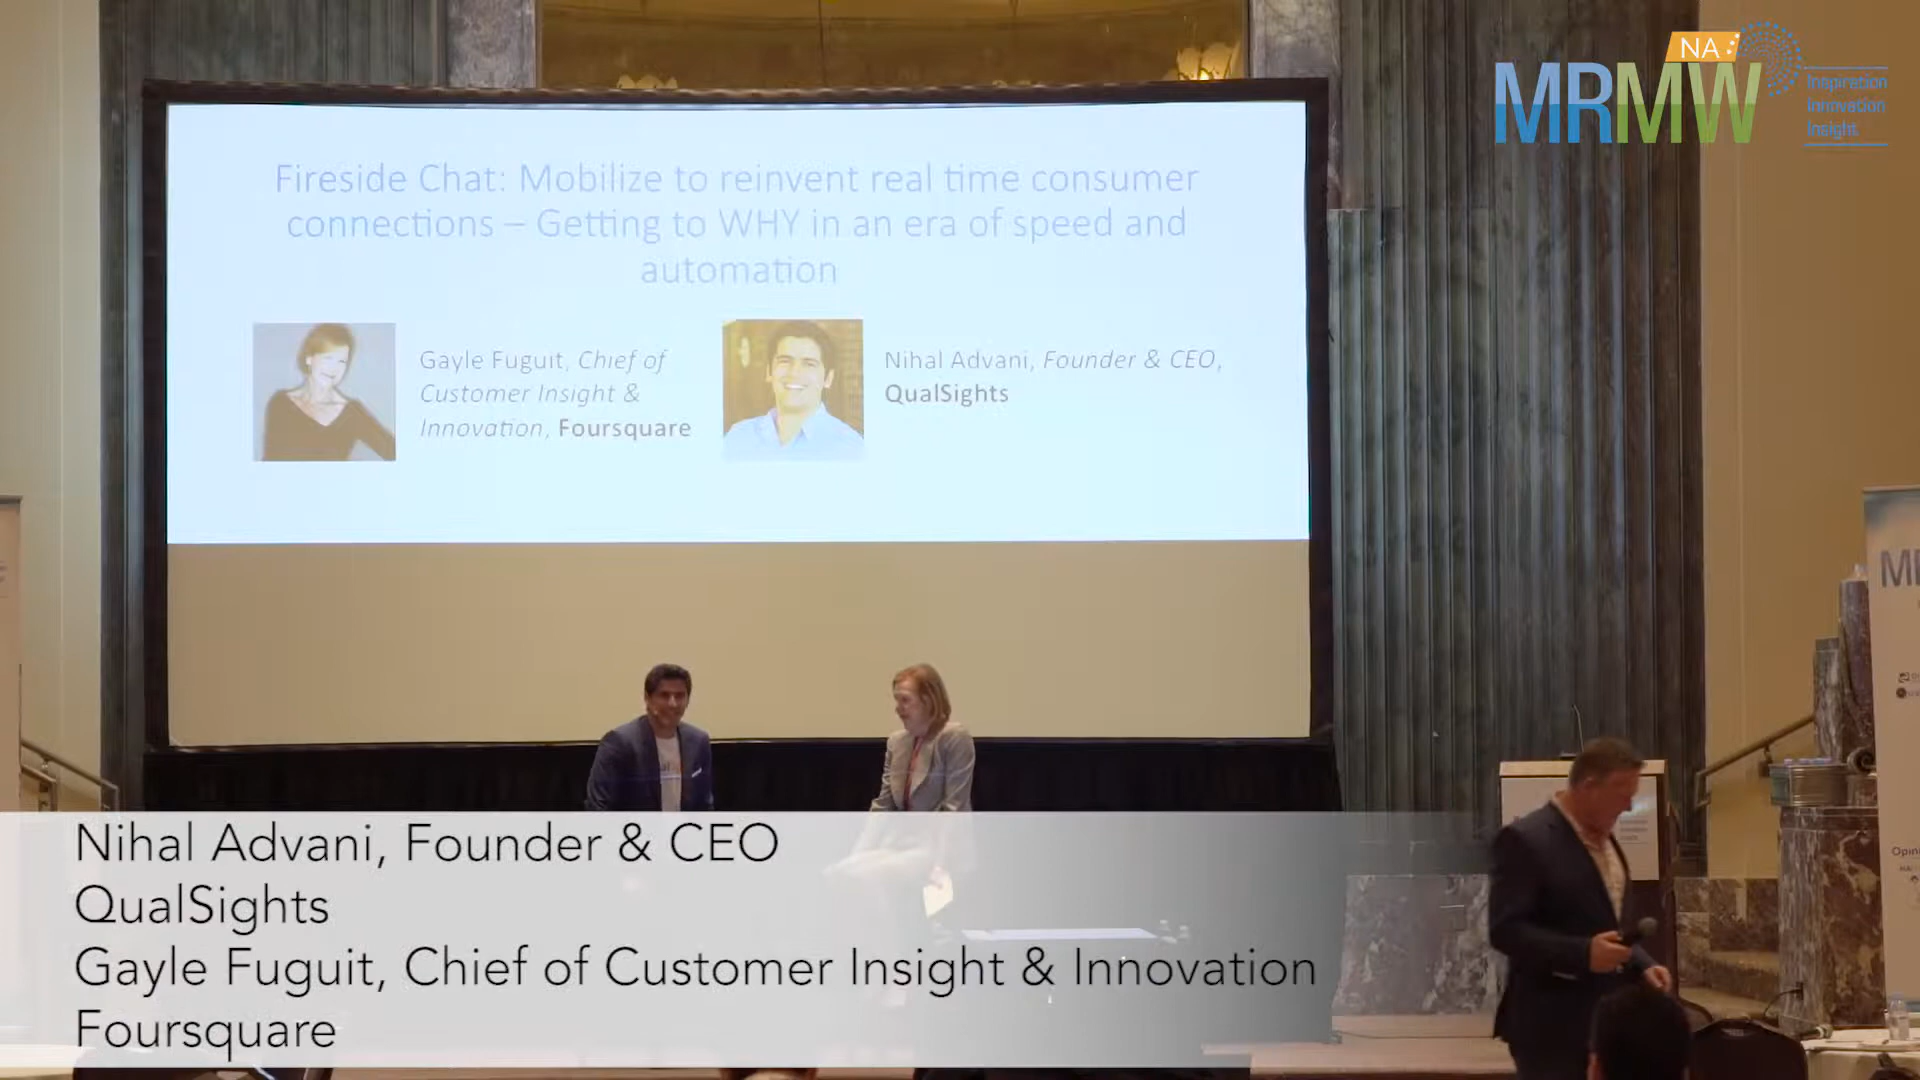 NA
MRMW
Inspiration
Innovation
Insight
Fireside Chat: Mobilize to reinvent real time consumer
connections – Getting to WHY in an era of speed and
automation
Gayle Fuguit, Chief of
Customer Insight &
Innovation, Foursquare
Nihal Advani, Founder & CEO,
QualSights
Nihal Advani, Founder & CEO
QualSights
Gayle Fuguit, Chief of Customer Insight & Innovation
Foursquare